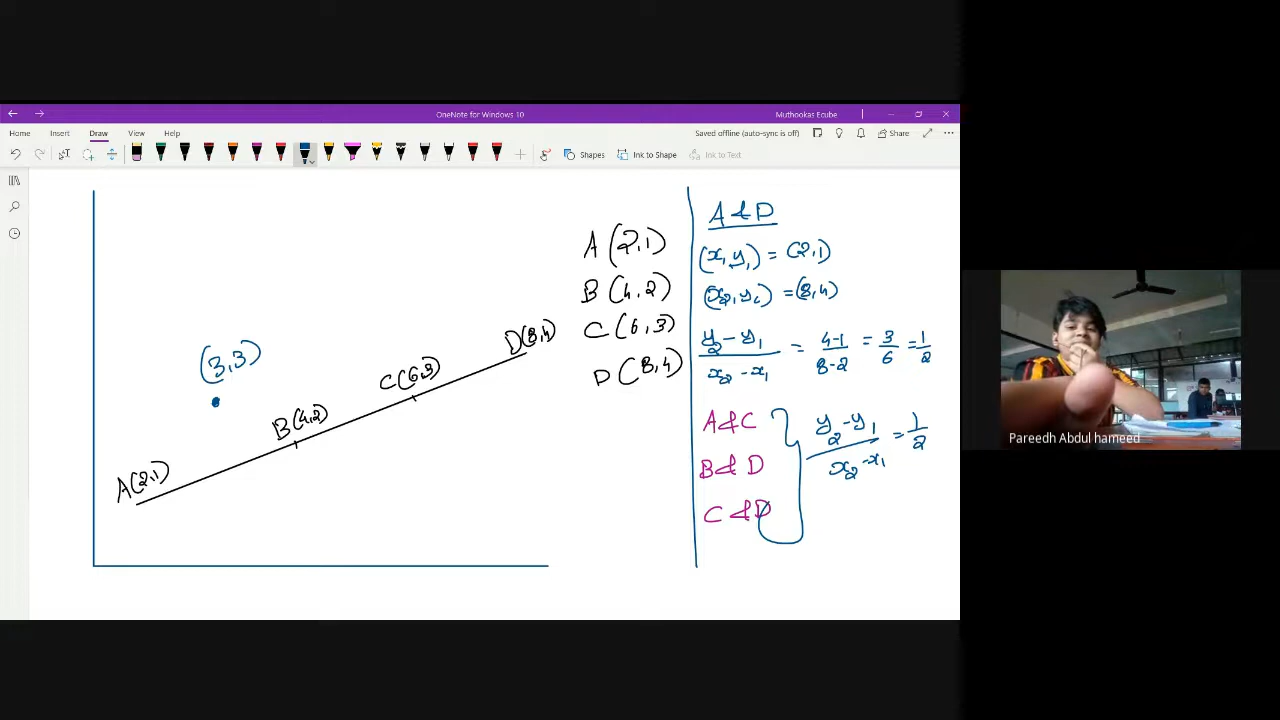 OneNote for Windows 10
Muthookas Ecube
Home Insert Draw View Help
Saved offline (auto-sync is off)
Share
Shapes
Ink to Shape
Ink to Text
A(2,1)
B(4,2)
C(6,3)
D(8,4)
(3,3)
A (2,1)
B (4,2)
C (6,3)
D (8,4)
A & D
(x₁ y₁) = (2,1)
(x₂, y₂) = (8,4)
y₂ - y₁ / x₂ - x₁ = 4-1 / 8-2 = 3/6 = 1/2
A & C
B & D
C & D
y₂ - y₁ / x₂ - x₁ = 1/2
Pareedh Abdul hameed